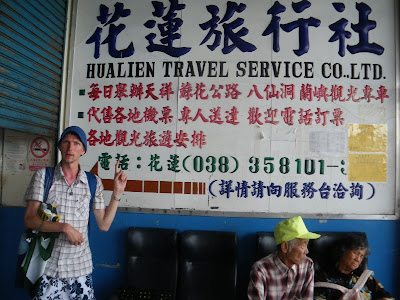 花蓮旅行社
HUALIEN TRAVEL SERVICE CO.,LTD.
■每日舉辦天祥 蘇花公路 八仙洞 蘭嶼觀光專車
■代售各地機票 專人送達 歡迎電話訂票
各地觀光旅遊安排
電話：花蓮(038) 358101-
(詳情請向服務台洽詢)